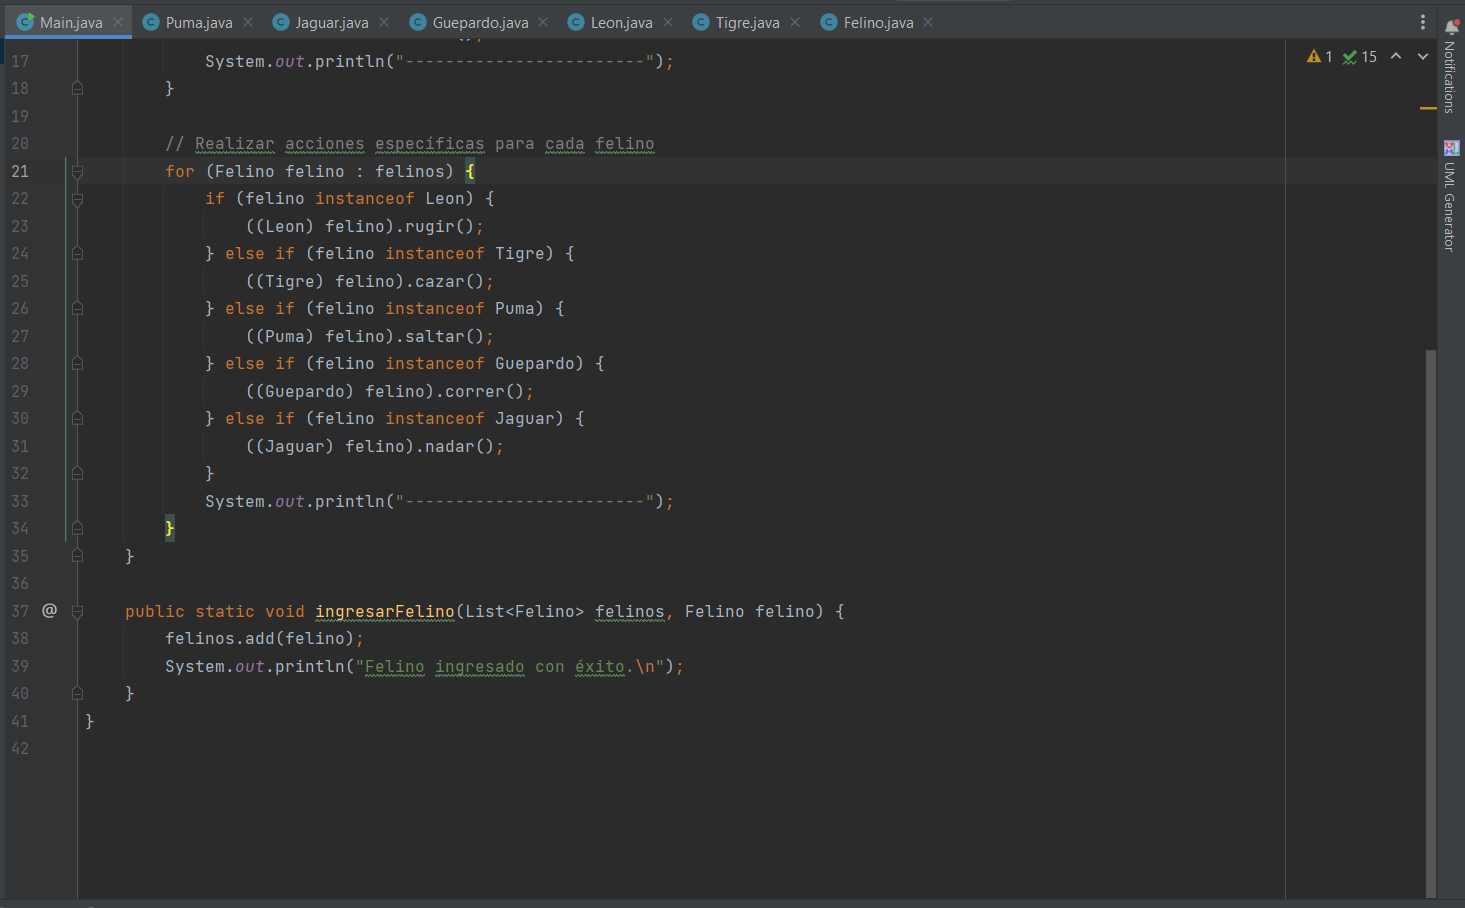 Main.java Puma.java Jaguar.java Guepardo.java Leon.java Tigre.java Felino.java
17 System.out.println("------------------------");
18 }
19
20 // Realizar acciones específicas para cada felino
21 for (Felino felino : felinos) {
22 if (felino instanceof Leon) {
23 ((Leon) felino).rugir();
24 } else if (felino instanceof Tigre) {
25 ((Tigre) felino).cazar();
26 } else if (felino instanceof Puma) {
27 ((Puma) felino).saltar();
28 } else if (felino instanceof Guepardo) {
29 ((Guepardo) felino).correr();
30 } else if (felino instanceof Jaguar) {
31 ((Jaguar) felino).nadar();
32 }
33 System.out.println("------------------------");
34 }
35 }
36
37 @ public static void ingresarFelino(List<Felino> felinos, Felino felino) {
38 felinos.add(felino);
39 System.out.println("Felino ingresado con éxito.\n");
40 }
41 }
42
1 15
Notifications
UML Generator